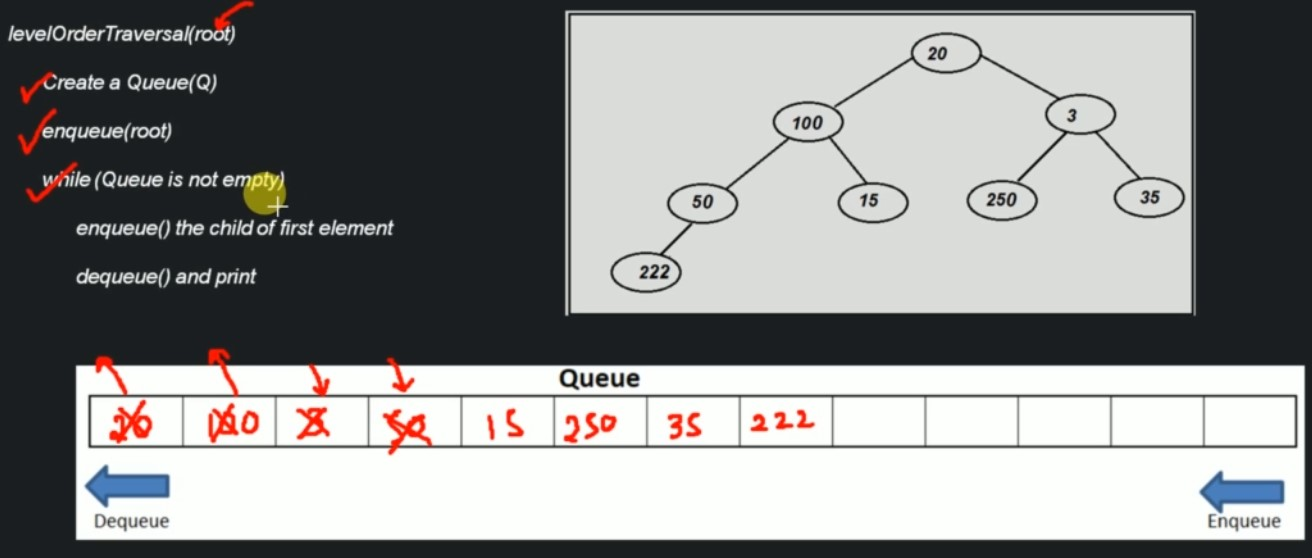 levelOrderTraversal(root)
Create a Queue(Q)
enqueue(root)
while (Queue is not empty)
enqueue() the child of first element
dequeue() and print
20
100 3
50 15 250 35
222
Queue
20 100 3 50 15 250 35 222
Dequeue Enqueue